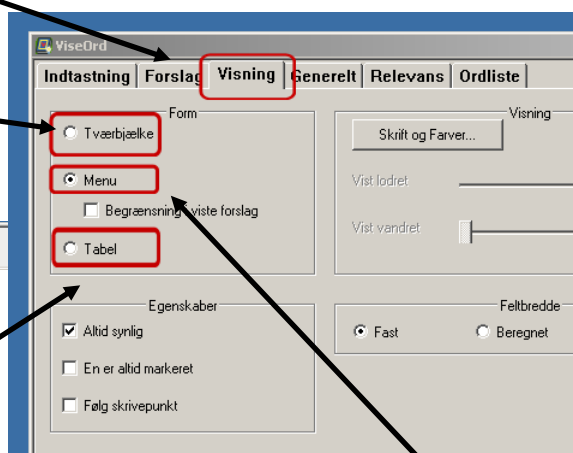 ViseOrd
Indtastning Forslag Visning Generelt Relevans Ordliste
Form
Tværbjælke
Menu
Begrænsning viste forslag
Tabel
Visning
Skrift og Farver...
Vist lodret
Vist vandret
Egenskaber
Altid synlig
En er altid markeret
Følg skrivepunkt
Feltbredde
Fast Beregnet